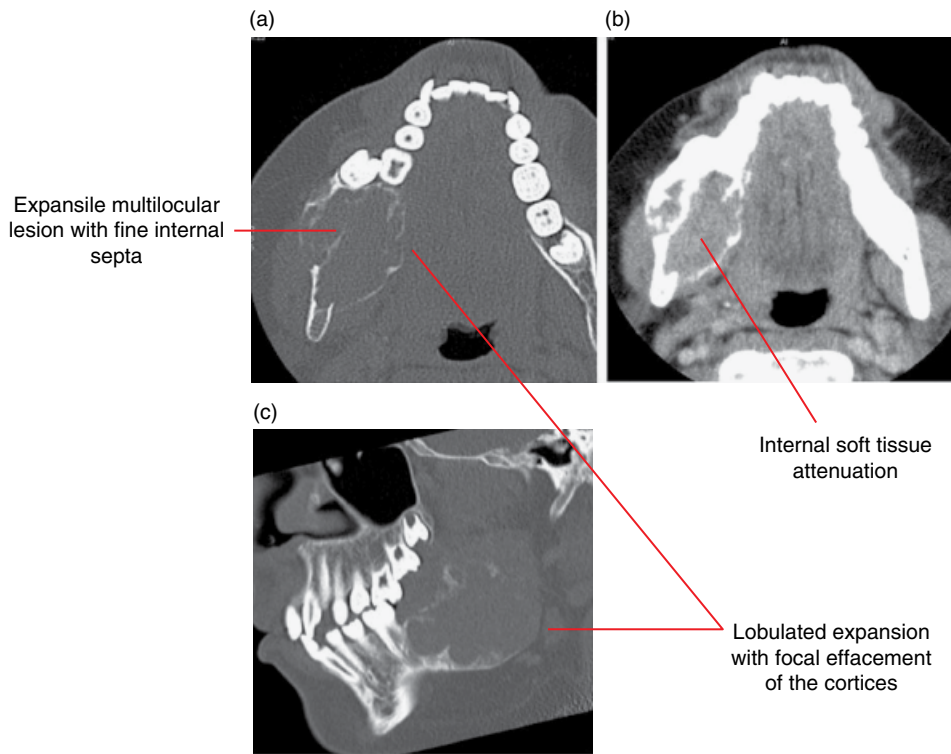 (a)
(b)
Expansile multilocular
lesion with fine internal
septa
(c)
Internal soft tissue
attenuation
Lobulated expansion
with focal effacement
of the cortices